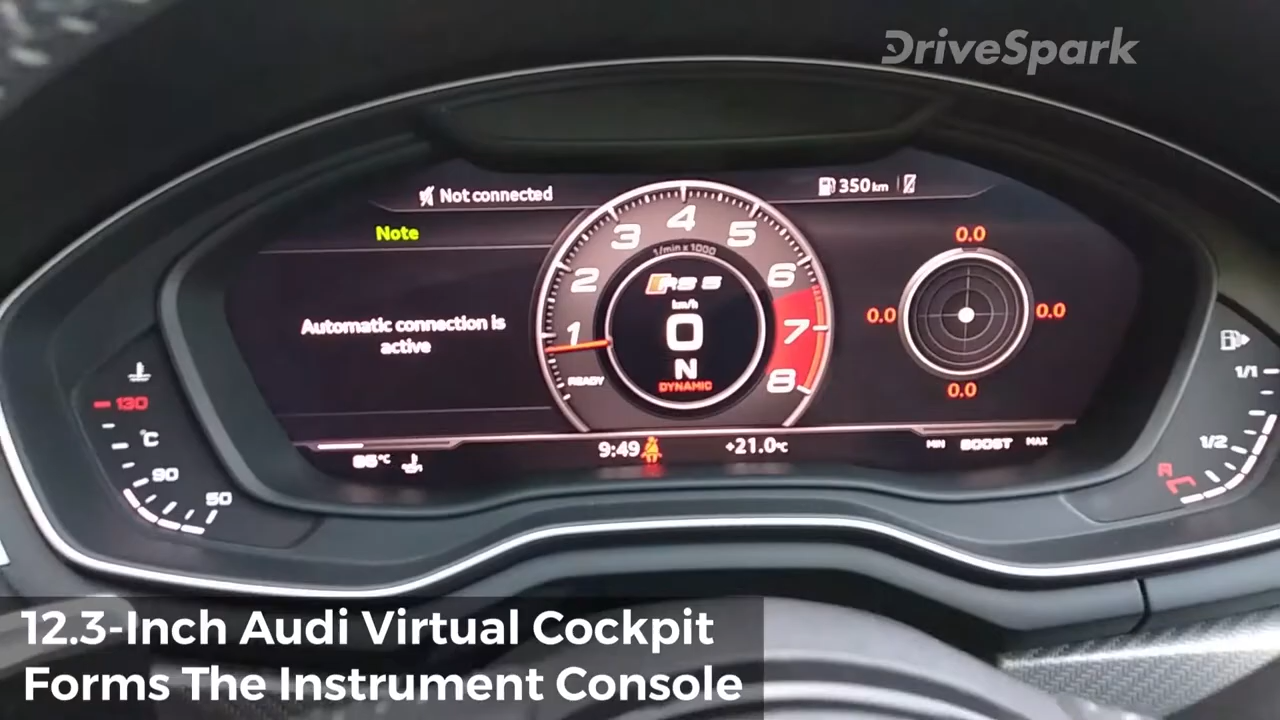 DriveSpark
Not connected
350 km
Note
Automatic connection is
active
1
2
3
4
5
6
7
8
1/min x 1000
RS 5
km/h
0
N
DYNAMIC
READY
0.0
0.0
0.0
0.0
130
°C
90
50
1/1
1/2
R
9:49
+21.0°C
MIN BOOST MAX
12.3-Inch Audi Virtual Cockpit
Forms The Instrument Console